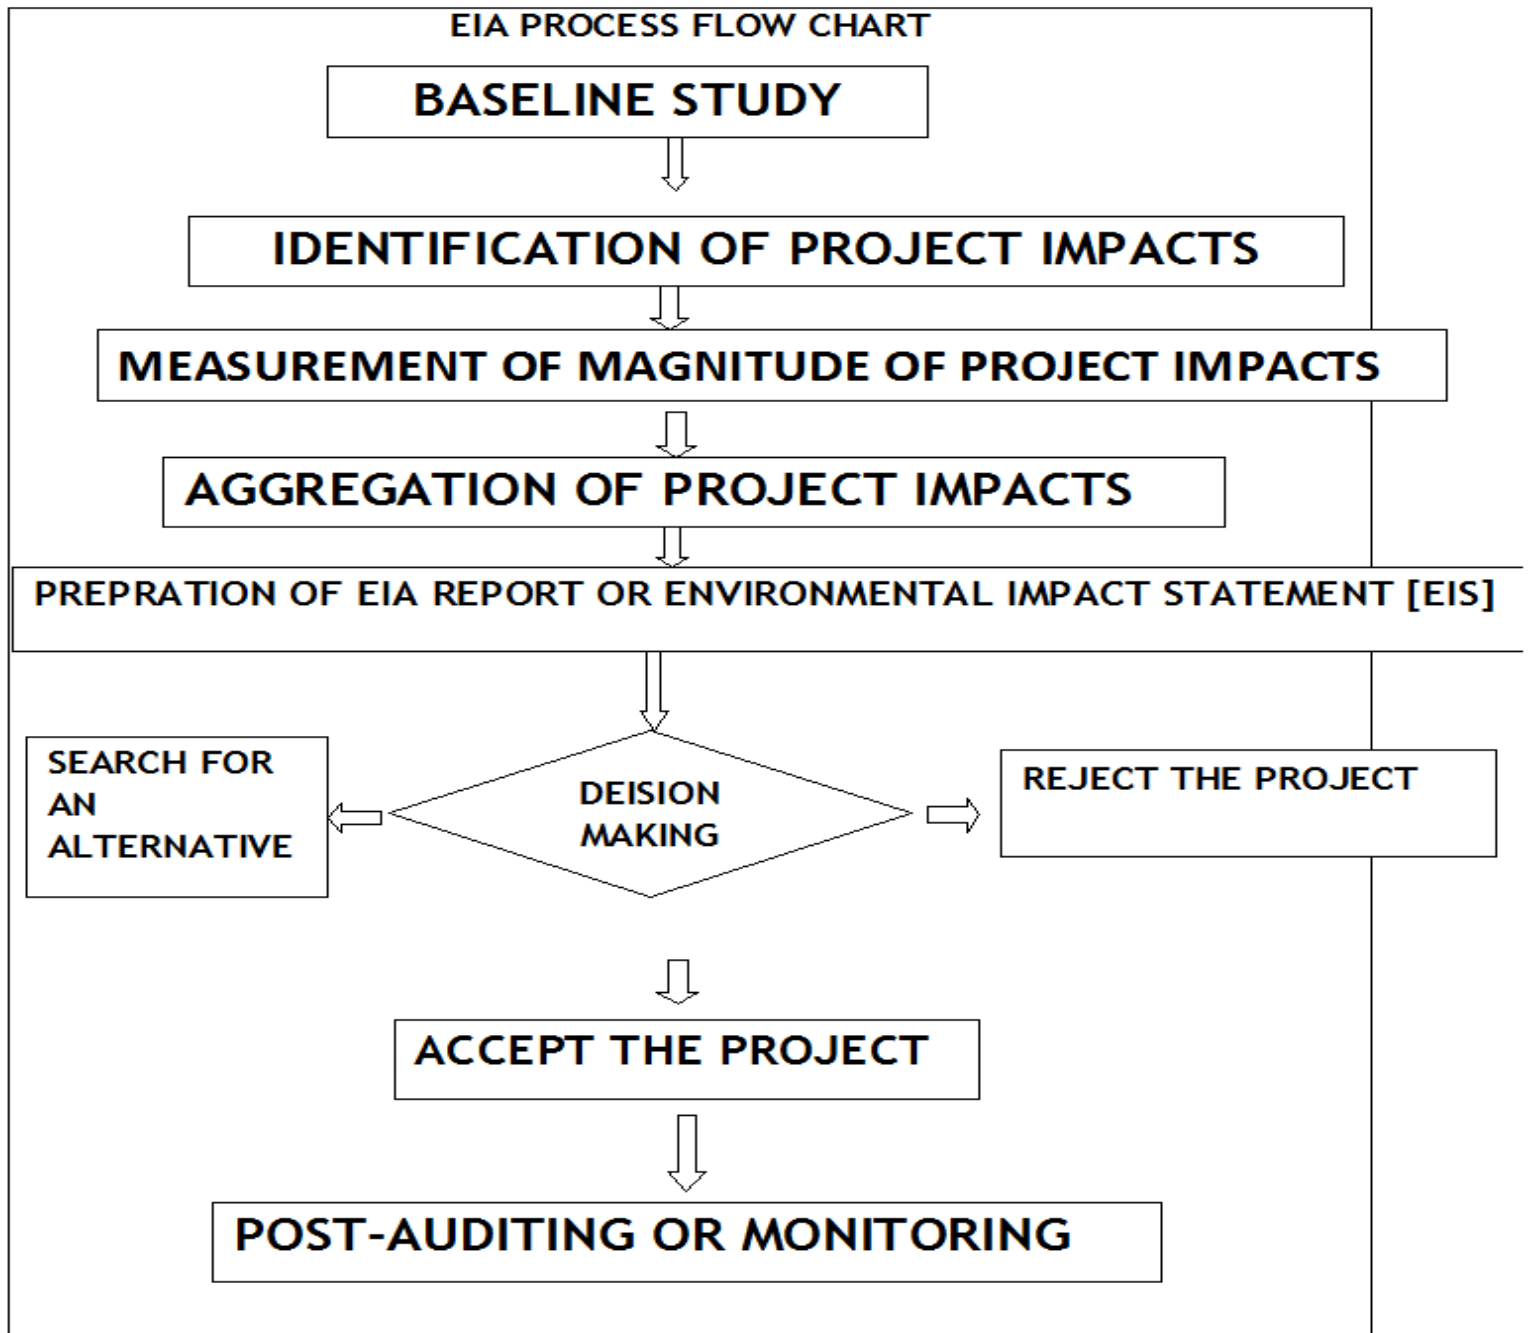 EIA PROCESS FLOW CHART
BASELINE STUDY
IDENTIFICATION OF PROJECT IMPACTS
MEASUREMENT OF MAGNITUDE OF PROJECT IMPACTS
AGGREGATION OF PROJECT IMPACTS
PREPRATION OF EIA REPORT OR ENVIRONMENTAL IMPACT STATEMENT [EIS]
SEARCH FOR
AN
ALTERNATIVE
DEISION
MAKING
REJECT THE PROJECT
ACCEPT THE PROJECT
POST-AUDITING OR MONITORING